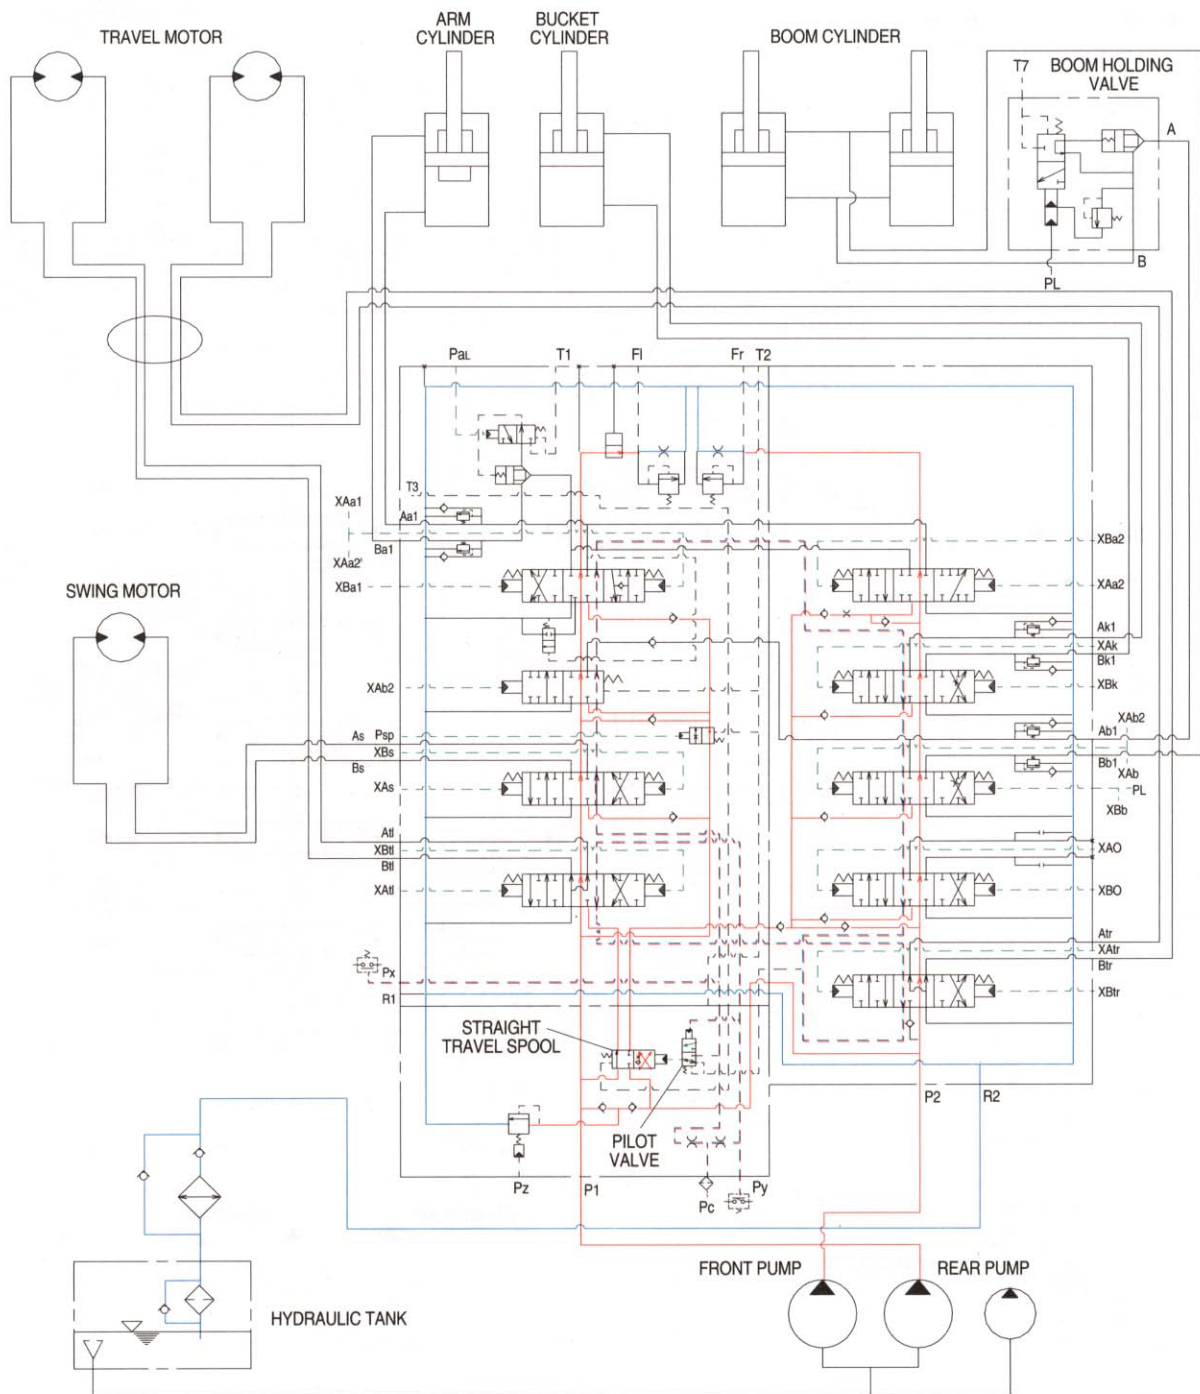 TRAVEL MOTOR
ARM
CYLINDER
BUCKET
CYLINDER
BOOM CYLINDER
T7
BOOM HOLDING
VALVE
A
B
PL
PaL
T1
Fl
Fr
T2
T3
XAa1
Aa1
Ba1
XAa2'
XBa1
XBa2
XAa2
SWING MOTOR
Ak1
XAk
Bk1
XBk
XAb2
XAb2
As
Psp
XBs
Bs
XAs
Ab1
Bb1
XAb
PL
XBb
Atl
XBtl
Btl
XAtl
XAO
XBO
Atr
XAtr
Btr
XBtr
Px
R1
STRAIGHT
TRAVEL SPOOL
PILOT
VALVE
P2
R2
Pz
P1
Pc
Py
FRONT PUMP
REAR PUMP
HYDRAULIC TANK